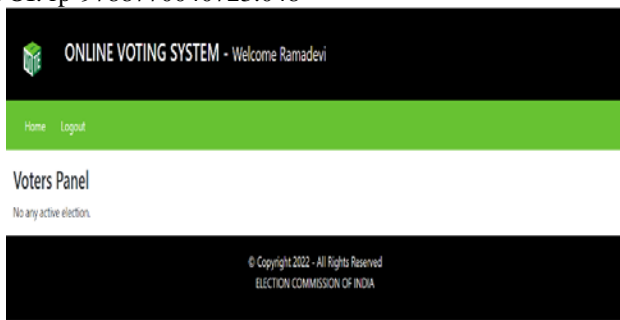 ONLINE VOTING SYSTEM - Welcome Ramadevi
Home Logout
Voters Panel
No any active election.
© Copyright 2022 - All Rights Reserved
ELECTION COMMISSION OF INDIA